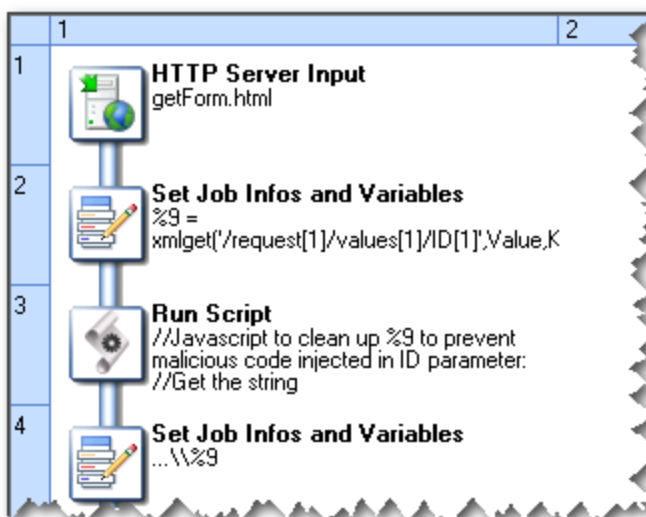 1 2
1
HTTP Server Input
getForm.html
2
Set Job Infos and Variables
%9 =
xmlget('/request[1]/values[1]/ID[1]',Value,K
3
Run Script
//Javascript to clean up %9 to prevent
malicious code injected in ID parameter:
//Get the string
4
Set Job Infos and Variables
...\\%9